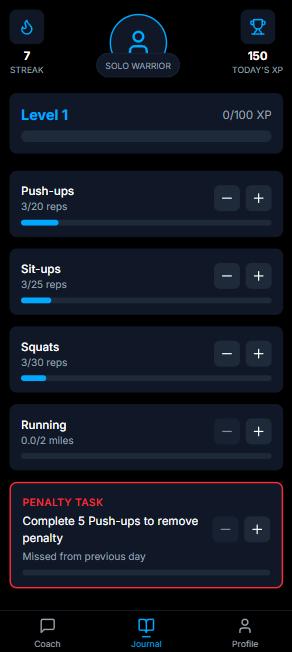 7
STREAK
SOLO WARRIOR
150
TODAY'S XP
Level 1
0/100 XP
Push-ups
3/20 reps
Sit-ups
3/25 reps
Squats
3/30 reps
Running
0.0/2 miles
PENALTY TASK
Complete 5 Push-ups to remove
penalty
Missed from previous day
Coach
Journal
Profile